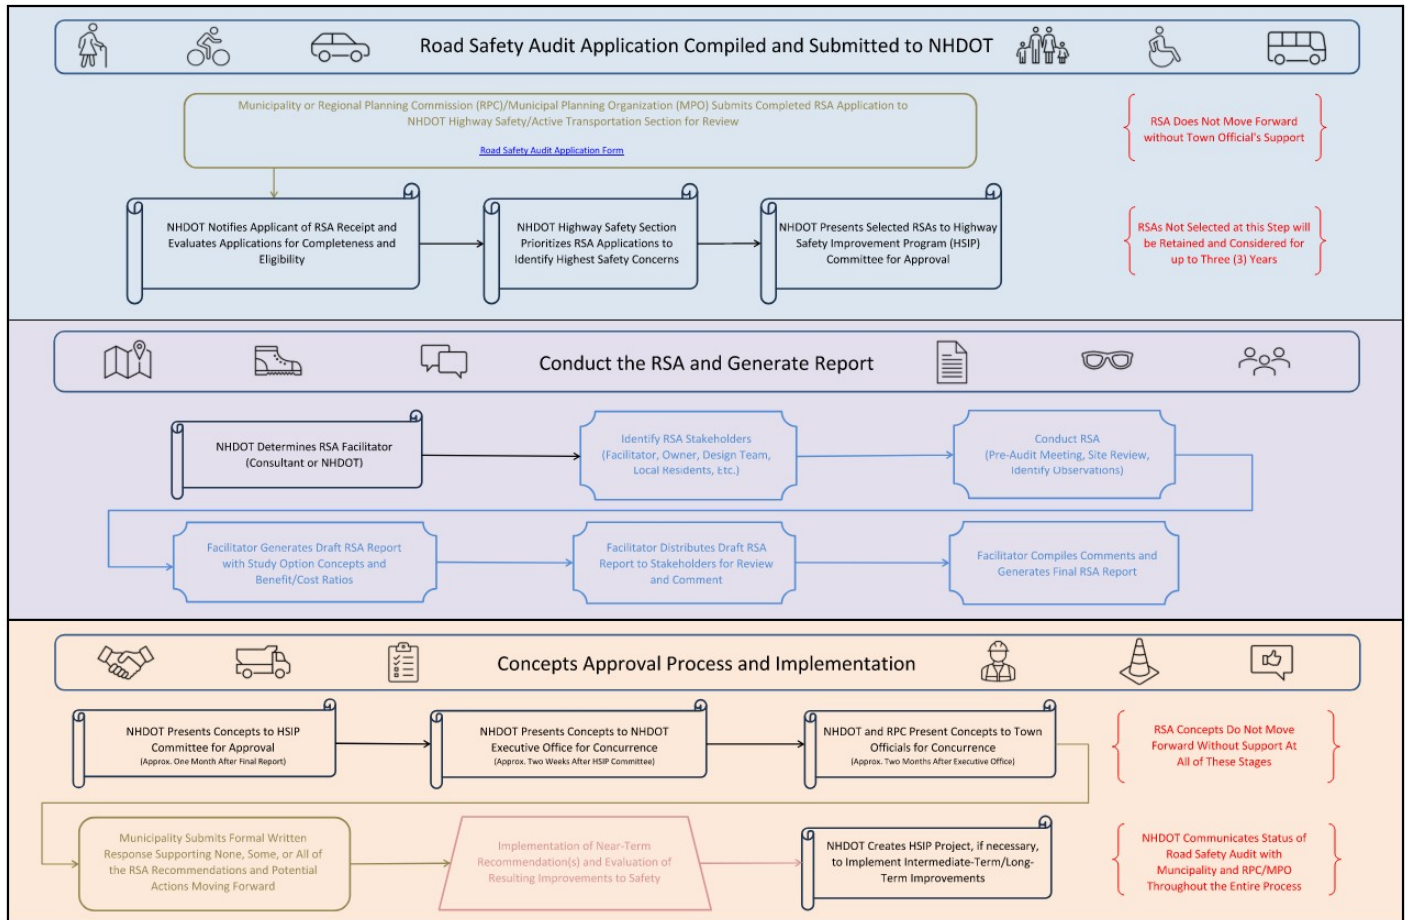 Road Safety Audit Application Compiled and Submitted to NHDOT
Municipality or Regional Planning Commission (RPC)/Municipal Planning Organization (MPO) Submits Completed RSA Application to
NHDOT Highway Safety/Active Transportation Section for Review
Road Safety Audit Application Form
RSA Does Not Move Forward
without Town Official's Support
NHDOT Notifies Applicant of RSA Receipt and
Evaluates Applications for Completeness and
Eligibility
NHDOT Highway Safety Section
Prioritizes RSA Applications to
Identify Highest Safety Concerns
NHDOT Presents Selected RSAs to Highway
Safety Improvement Program (HSIP)
Committee for Approval
RSAs Not Selected at this Step will
be Retained and Considered for
up to Three (3) Years
Conduct the RSA and Generate Report
NHDOT Determines RSA Facilitator
(Consultant or NHDOT)
Identify RSA Stakeholders
(Facilitator, Owner, Design Team,
Local Residents, Etc.)
Conduct RSA
(Pre-Audit Meeting, Site Review,
Identify Observations)
Facilitator Generates Draft RSA Report
with Study Option Concepts and
Benefit/Cost Ratios
Facilitator Distributes Draft RSA
Report to Stakeholders for Review
and Comment
Facilitator Compiles Comments and
Generates Final RSA Report
Concepts Approval Process and Implementation
NHDOT Presents Concepts to HSIP
Committee for Approval
(Approx. One Month After Final Report)
NHDOT Presents Concepts to NHDOT
Executive Office for Concurrence
(Approx. Two Weeks After HSIP Committee)
NHDOT and RPC Present Concepts to Town
Officials for Concurrence
(Approx. Two Months After Executive Office)
RSA Concepts Do Not Move
Forward Without Support At
All of These Stages
Municipality Submits Formal Written
Response Supporting None, Some, or All of
the RSA Recommendations and Potential
Actions Moving Forward
Implementation of Near-Term
Recommendation(s) and Evaluation of
Resulting Improvements to Safety
NHDOT Creates HSIP Project, if necessary,
to Implement Intermediate-Term/Long-
Term Improvements
NHDOT Communicates Status of
Road Safety Audit with
Muncipality and RPC/MPO
Throughout the Entire Process